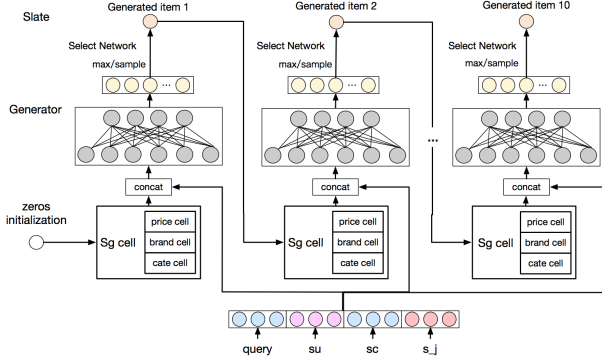 Generated item 1
Generated item 2
Generated item 10
Slate
Select Network
Select Network
Select Network
max/sample
max/sample
max/sample
...
...
...
Generator
...
concat
concat
concat
zeros
initialization
Sg cell
price cell
brand cell
cate cell
Sg cell
price cell
brand cell
cate cell
Sg cell
price cell
brand cell
cate cell
query
su
sc
s_j